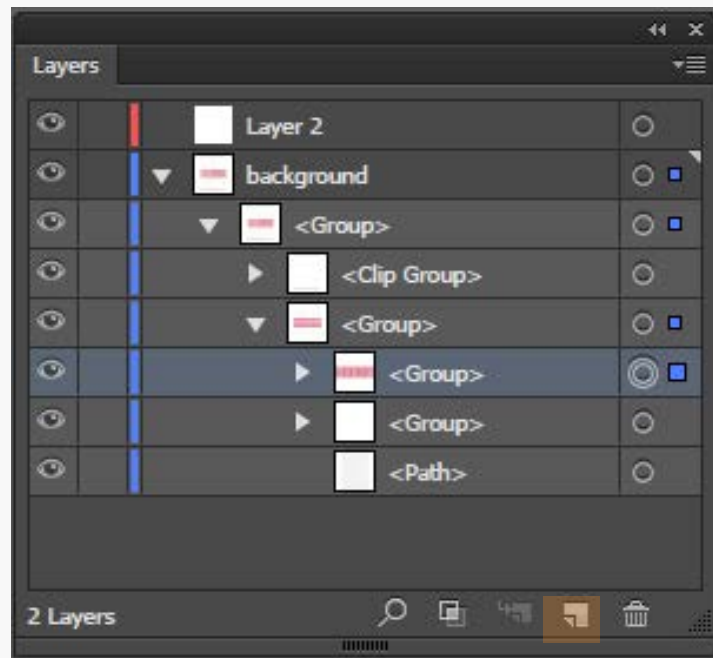 Layers
Layer 2
background
<Group>
<Clip Group>
<Group>
<Group>
<Group>
<Path>
2 Layers